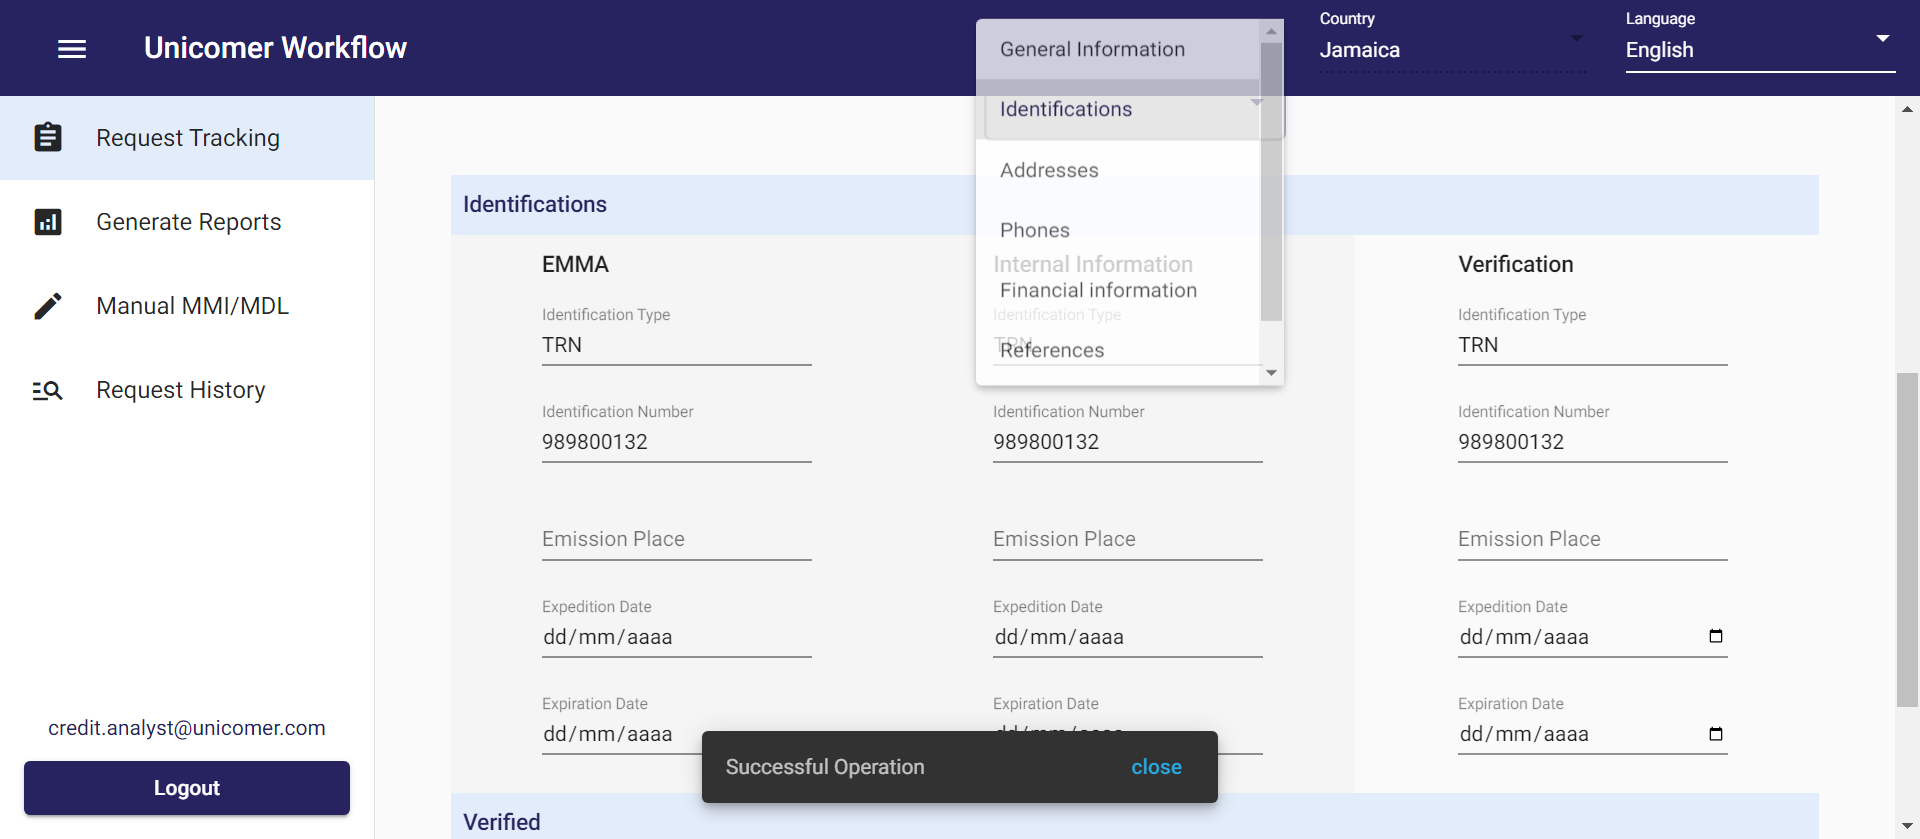 Unicomer Workflow
Country
Jamaica
Language
English
Request Tracking
Generate Reports
Manual MMI/MDL
Request History
credit.analyst@unicomer.com
Logout
General Information
Identifications
Addresses
Phones
Financial information
References
Identifications
EMMA
Identification Type
TRN
Identification Number
989800132
Emission Place
Expedition Date
dd/mm/aaaa
Expiration Date
dd/mm/aaaa
Internal Information
Identification Type
TRN
Identification Number
989800132
Emission Place
Expedition Date
dd/mm/aaaa
Expiration Date
dd/mm/aaaa
Verification
Identification Type
TRN
Identification Number
989800132
Emission Place
Expedition Date
dd/mm/aaaa
Expiration Date
dd/mm/aaaa
Successful Operation
close
Verified